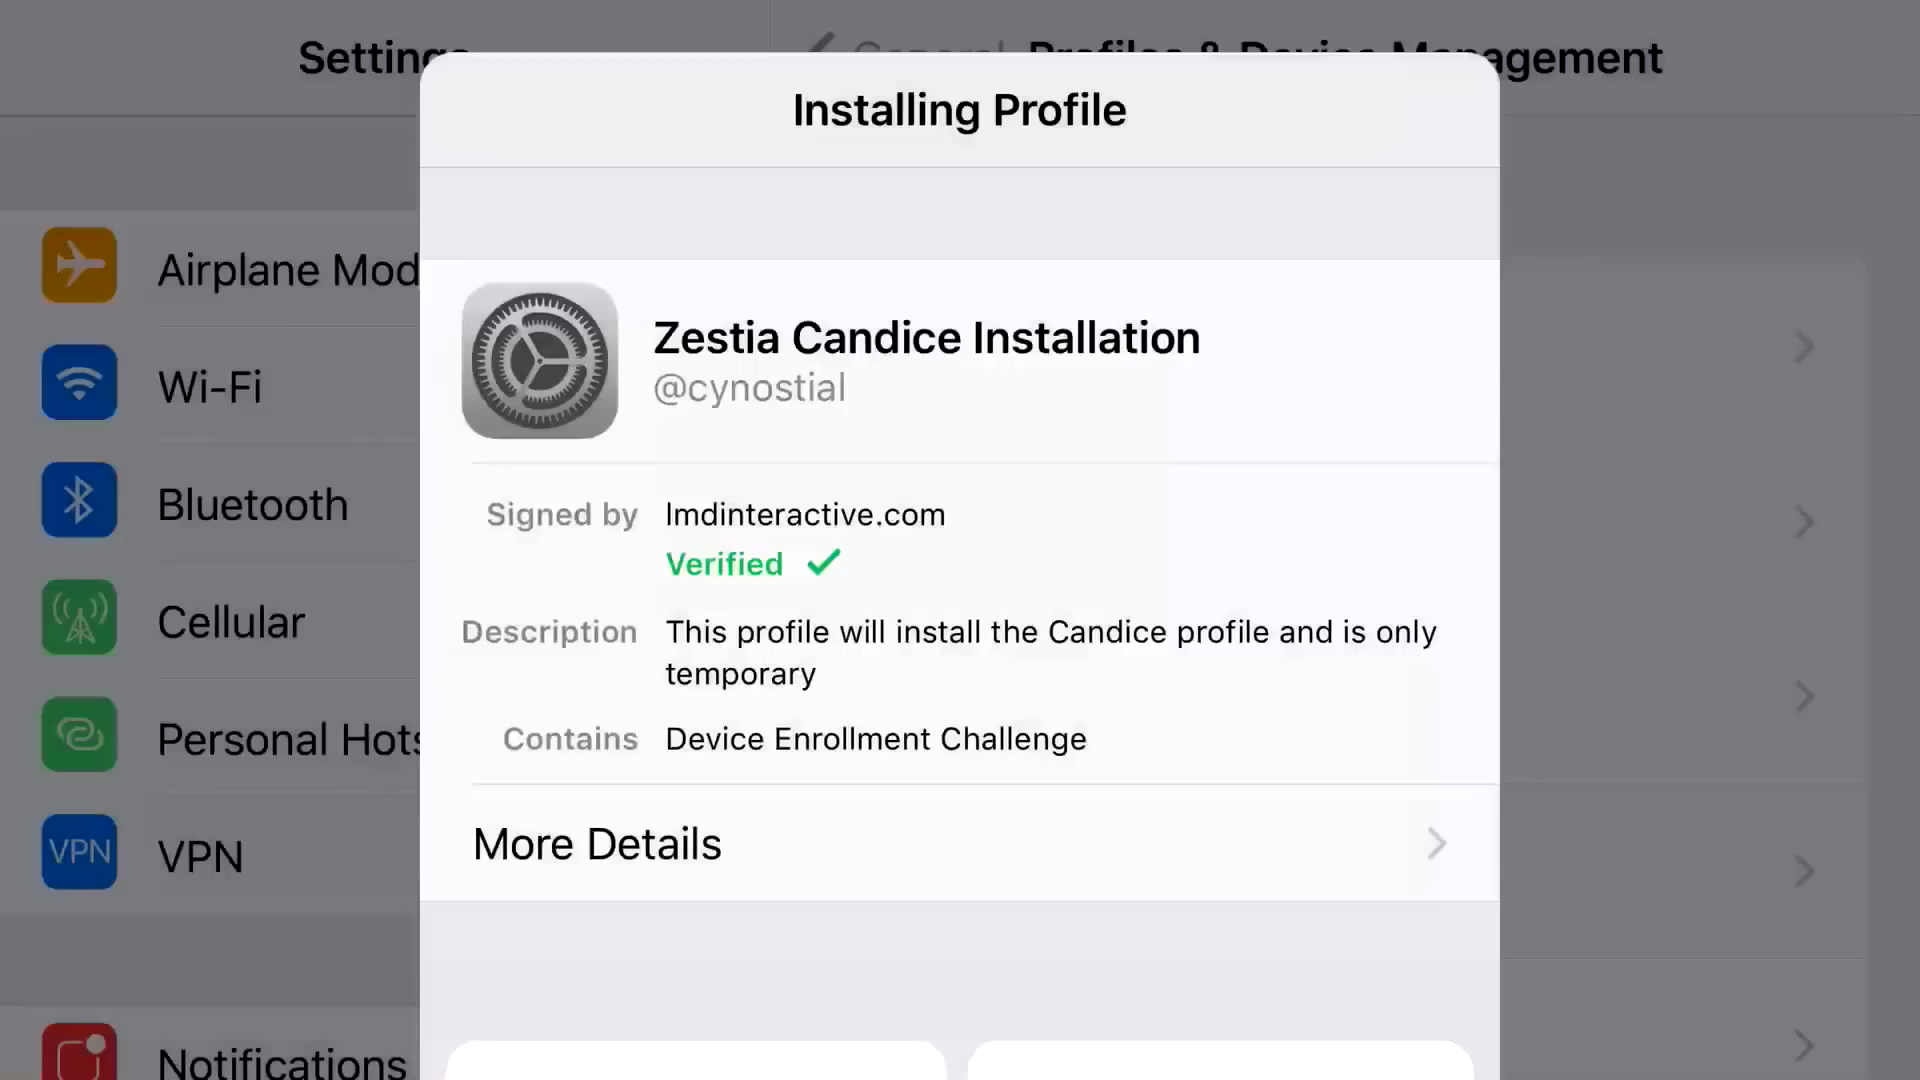 Settings
General
Profiles & Device Management
Installing Profile
Zestia Candice Installation
@cynostial
Signed by
lmdinteractive.com
Verified
Description
This profile will install the Candice profile and is only
temporary
Contains
Device Enrollment Challenge
More Details
Airplane Mod
Wi-Fi
Bluetooth
Cellular
Personal Hots
VPN
VPN
Notifications